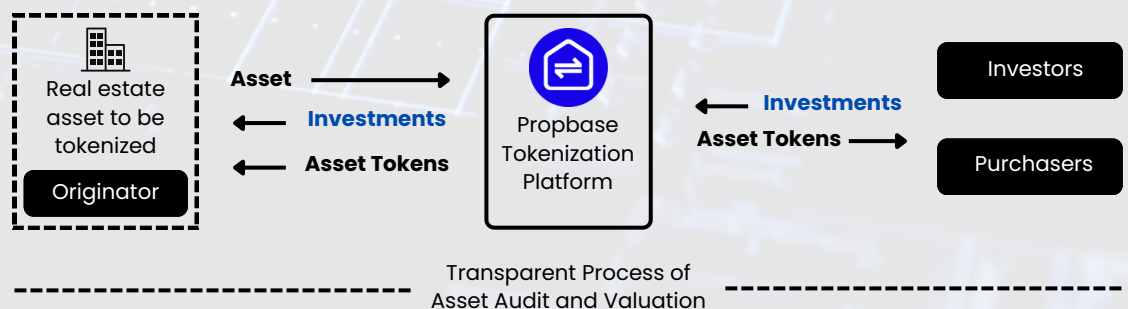 Real estate
asset to be
tokenized
Originator
Asset
Investments
Asset Tokens
Propbase
Tokenization
Platform
Investments
Asset Tokens
Investors
Purchasers
Transparent Process of
Asset Audit and Valuation